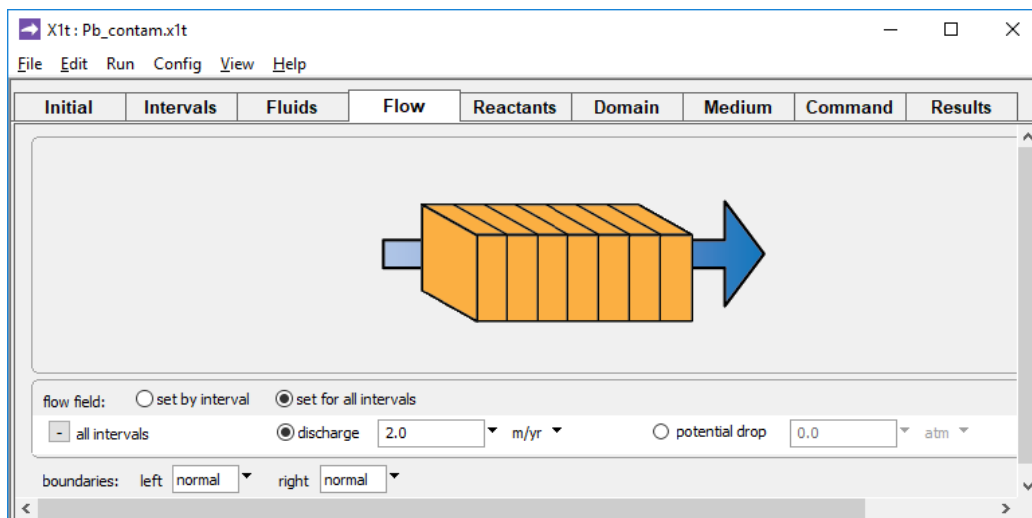 X1t : Pb_contam.x1t
File Edit Run Config View Help
Initial Intervals Fluids Flow Reactants Domain Medium Command Results
flow field: set by interval set for all intervals
- all intervals discharge 2.0 m/yr potential drop 0.0 atm
boundaries: left normal right normal